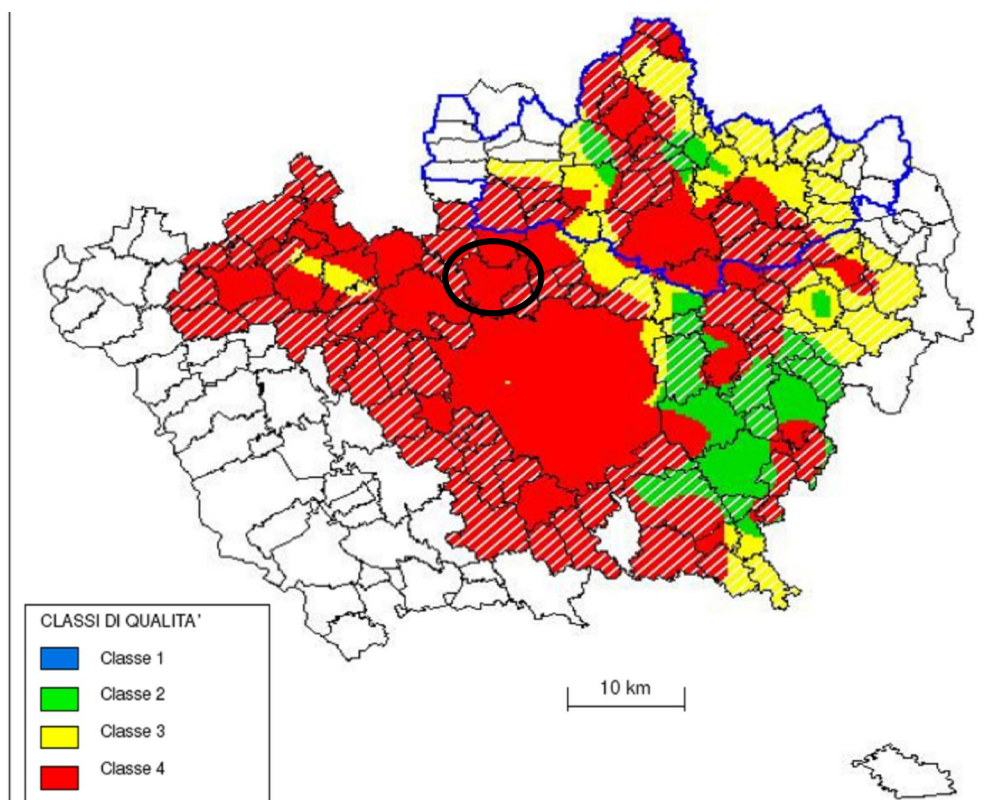 CLASSI DI QUALITA'
Classe 1
Classe 2
Classe 3
Classe 4
10 km